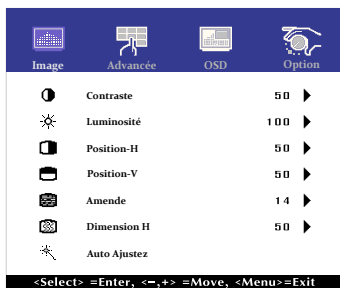 Image Advancée OSD Option
Contraste 50
Luminosité 100
Position-H 50
Position-V 50
Amende 14
Dimension H 50
Auto Ajustez
<Select> =Enter, <−,+> =Move, <Menu>=Exit